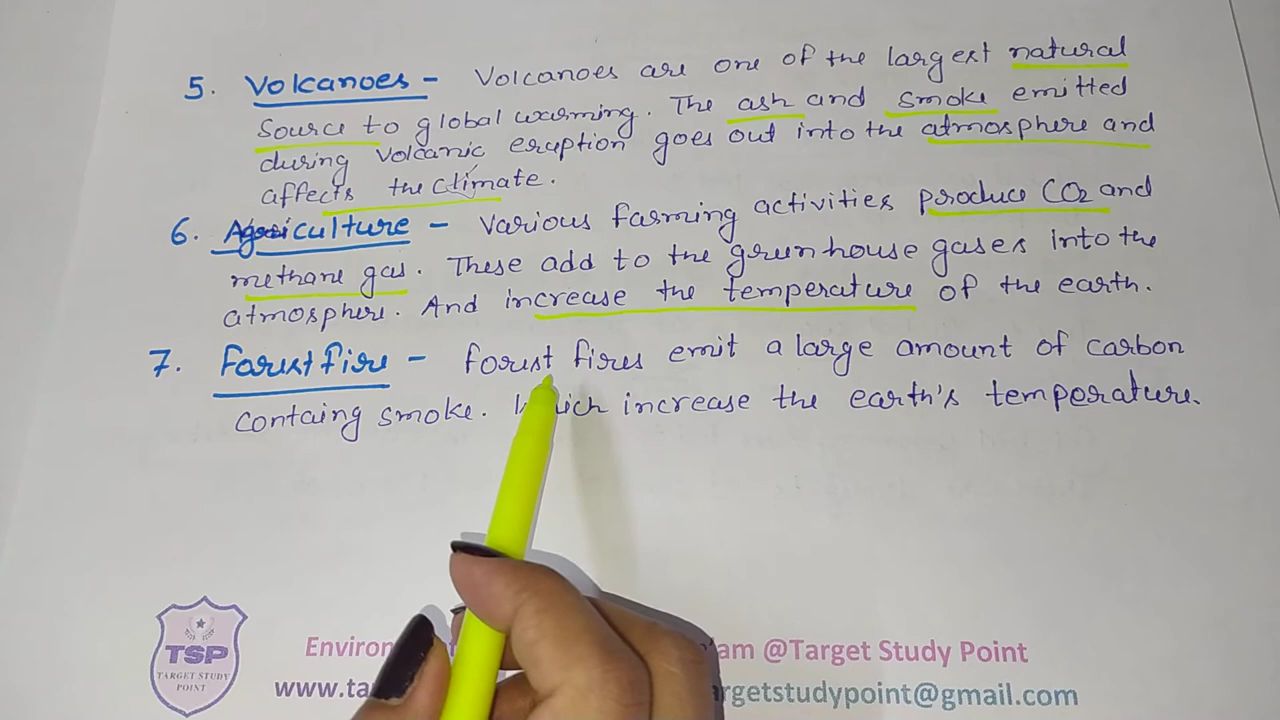 5. Volcanoes - Volcanoes are one of the largest natural
source to global warming. The ash and smoke emitted
during volcanic eruption goes out into the atmosphere and
affects the climate.
6. Agriculture - Various farming activities produce CO2 and
methane gas. These add to the greenhouse gases into the
atmosphere. And increase the temperature of the earth.
7. Forest fire - Forest fires emit a large amount of carbon
containg smoke. Which increase the earth's temperature.
TSP
TARGET STUDY
POINT
Environ @Target Study Point
www.ta argetstudypoint@gmail.com